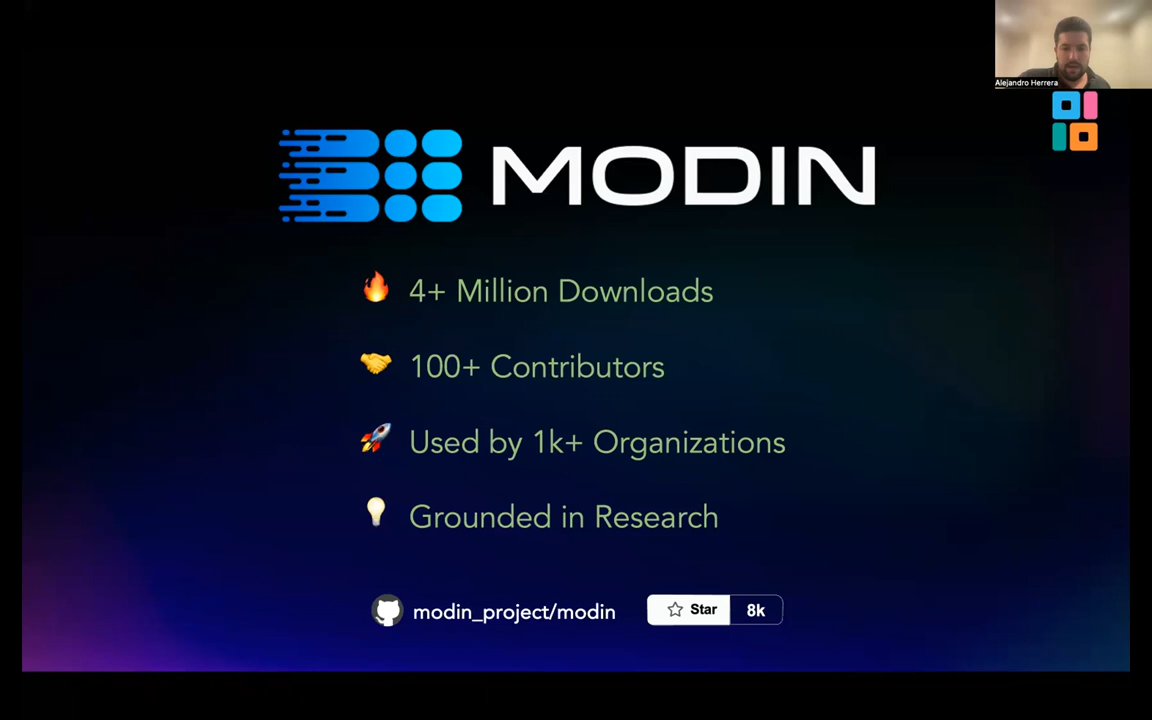 Alejandro Herrera
MODIN
4+ Million Downloads
100+ Contributors
Used by 1k+ Organizations
Grounded in Research
modin_project/modin
Star 8k